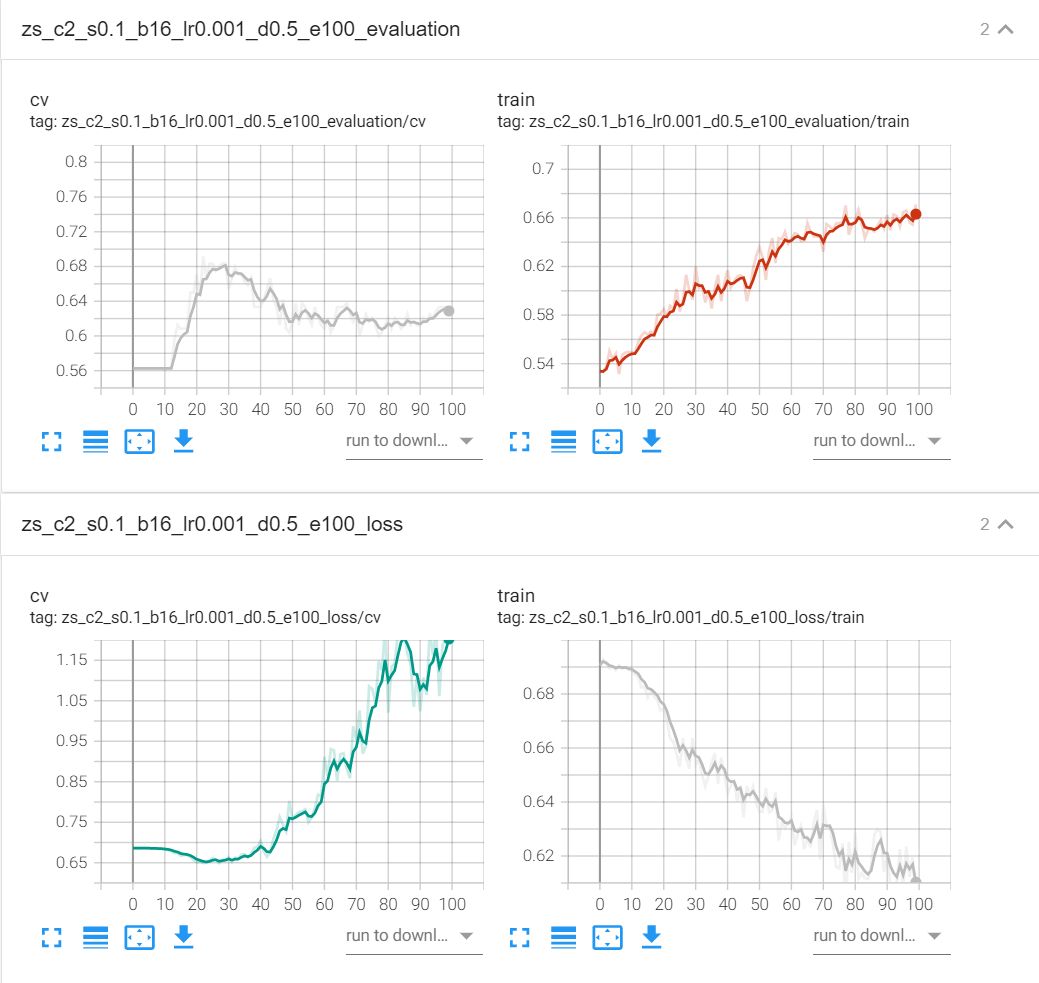 zs_c2_s0.1_b16_lr0.001_d0.5_e100_evaluation
2
cv
tag: zs_c2_s0.1_b16_lr0.001_d0.5_e100_evaluation/cv
0.8
0.76
0.72
0.68
0.64
0.6
0.56
0 10 20 30 40 50 60 70 80 90 100
run to downl...
train
tag: zs_c2_s0.1_b16_lr0.001_d0.5_e100_evaluation/train
0.7
0.66
0.62
0.58
0.54
0 10 20 30 40 50 60 70 80 90 100
run to downl...
zs_c2_s0.1_b16_lr0.001_d0.5_e100_loss
2
cv
tag: zs_c2_s0.1_b16_lr0.001_d0.5_e100_loss/cv
1.15
1.05
0.95
0.85
0.75
0.65
0 10 20 30 40 50 60 70 80 90 100
run to downl...
train
tag: zs_c2_s0.1_b16_lr0.001_d0.5_e100_loss/train
0.68
0.66
0.64
0.62
0 10 20 30 40 50 60 70 80 90 100
run to downl...